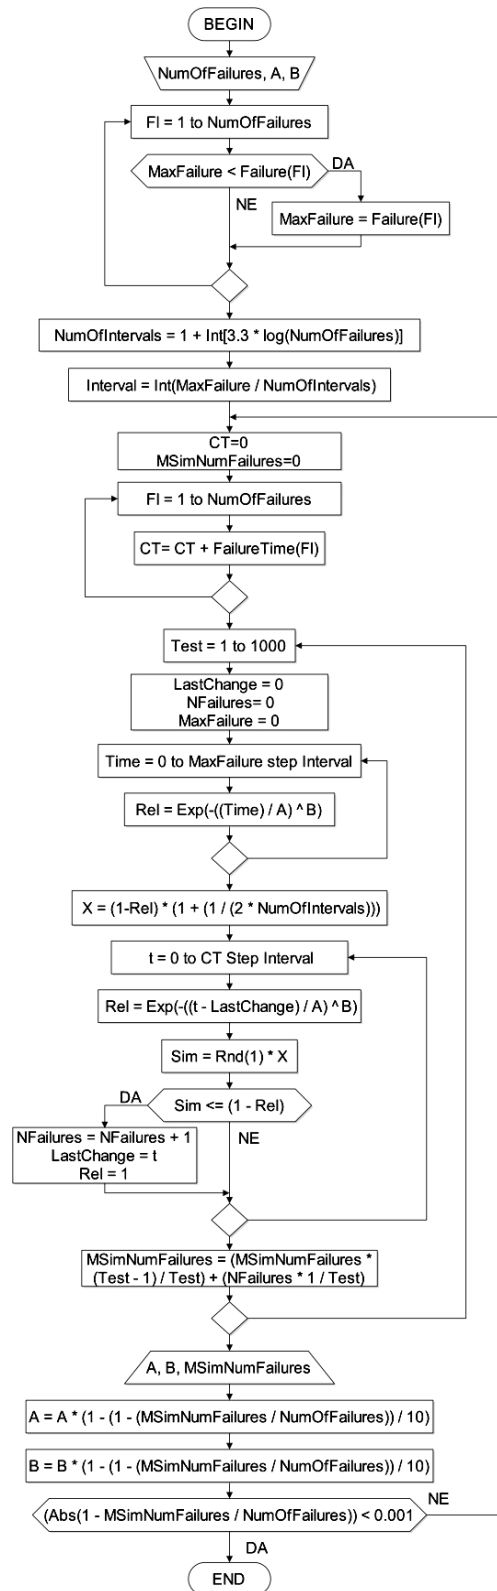 BEGIN
NumOfFailures, A, B
FI = 1 to NumOfFailures
MaxFailure < Failure(FI)
DA
NE
MaxFailure = Failure(FI)
NumOfIntervals = 1 + Int[3.3 * log(NumOfFailures)]
Interval = Int(MaxFailure / NumOfIntervals)
CT=0
MSimNumFailures=0
FI = 1 to NumOfFailures
CT= CT + FailureTime(FI)
Test = 1 to 1000
LastChange = 0
NFailures= 0
MaxFailure = 0
Time = 0 to MaxFailure step Interval
Rel = Exp(-((Time) / A) ^ B)
X = (1-Rel) * (1 + (1 / (2 * NumOfIntervals)))
t = 0 to CT Step Interval
Rel = Exp(-((t - LastChange) / A) ^ B)
Sim = Rnd(1) * X
DA
Sim <= (1 - Rel)
NFailures = NFailures + 1
LastChange = t
Rel = 1
NE
MSimNumFailures = (MSimNumFailures *
(Test - 1) / Test) + (NFailures * 1 / Test)
A, B, MSimNumFailures
A = A * (1 - (1 - (MSimNumFailures / NumOfFailures)) / 10)
B = B * (1 - (1 - (MSimNumFailures / NumOfFailures)) / 10)
(Abs(1 - MSimNumFailures / NumOfFailures)) < 0.001
NE
DA
END